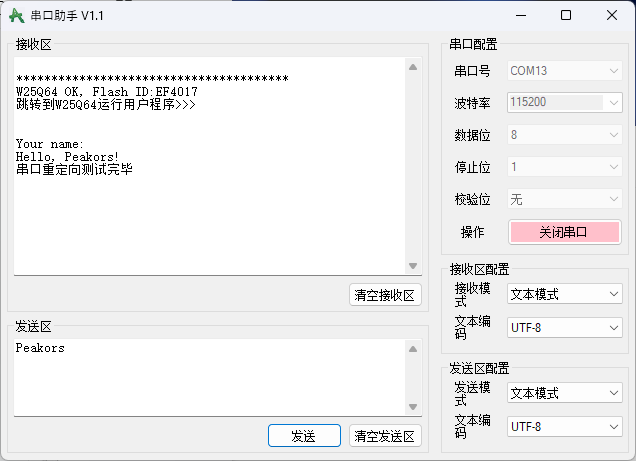 串口助手 V1.1
接收区
***************************************
W25Q64 OK, Flash ID:EF4017
跳转到W25Q64运行用户程序>>>
Your name:
Hello, Peakors!
串口重定向测试完毕
清空接收区
发送区
Peakors
发送
清空发送区
串口配置
串口号 COM13
波特率 115200
数据位 8
停止位 1
校验位 无
操作 关闭串口
接收区配置
接收模式 文本模式
文本编码 UTF-8
发送区配置
发送模式 文本模式
文本编码 UTF-8